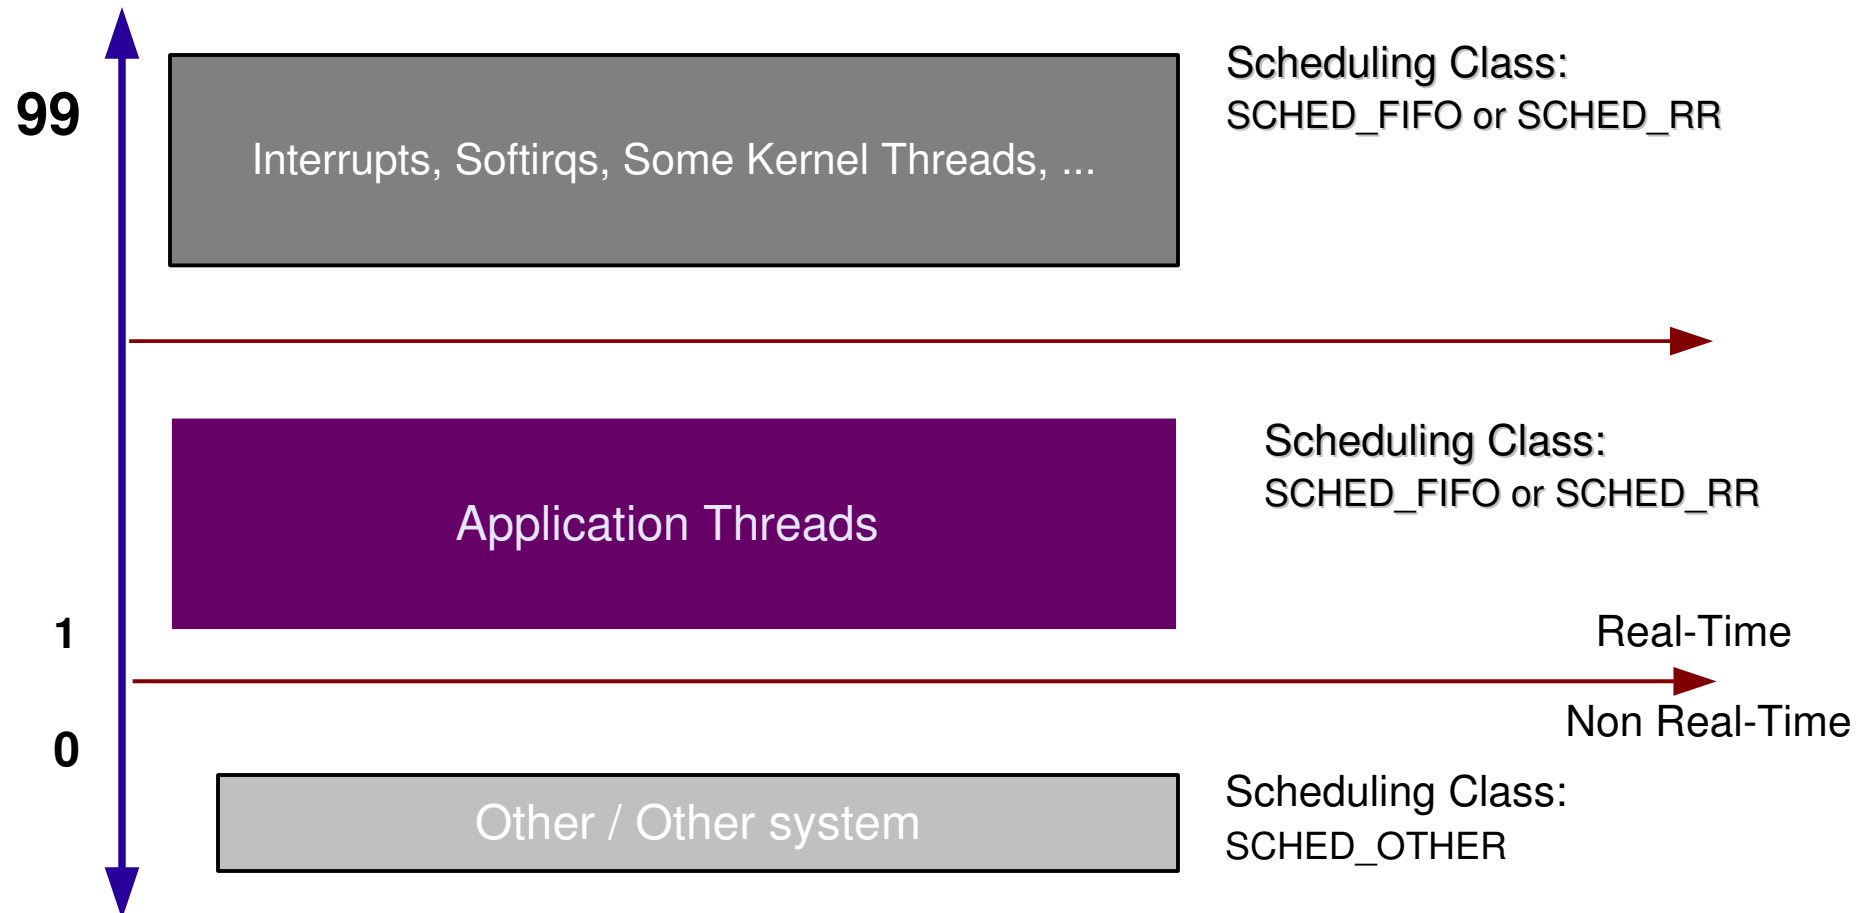 99
Scheduling Class:
SCHED_FIFO or SCHED_RR
Interrupts, Softirqs, Some Kernel Threads, ...
Scheduling Class:
SCHED_FIFO or SCHED_RR
Application Threads
1
Real-Time
Non Real-Time
0
Scheduling Class:
SCHED_OTHER
Other / Other system